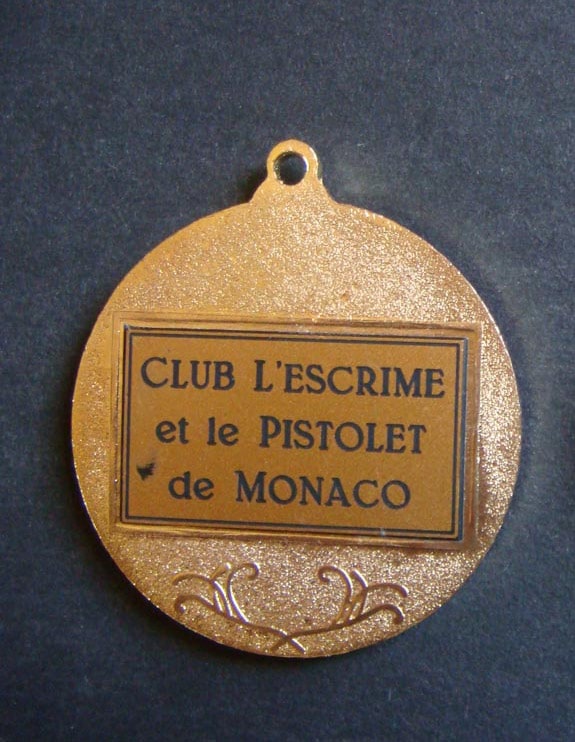 CLUB L'ESCRIME
et le PISTOLET
de MONACO